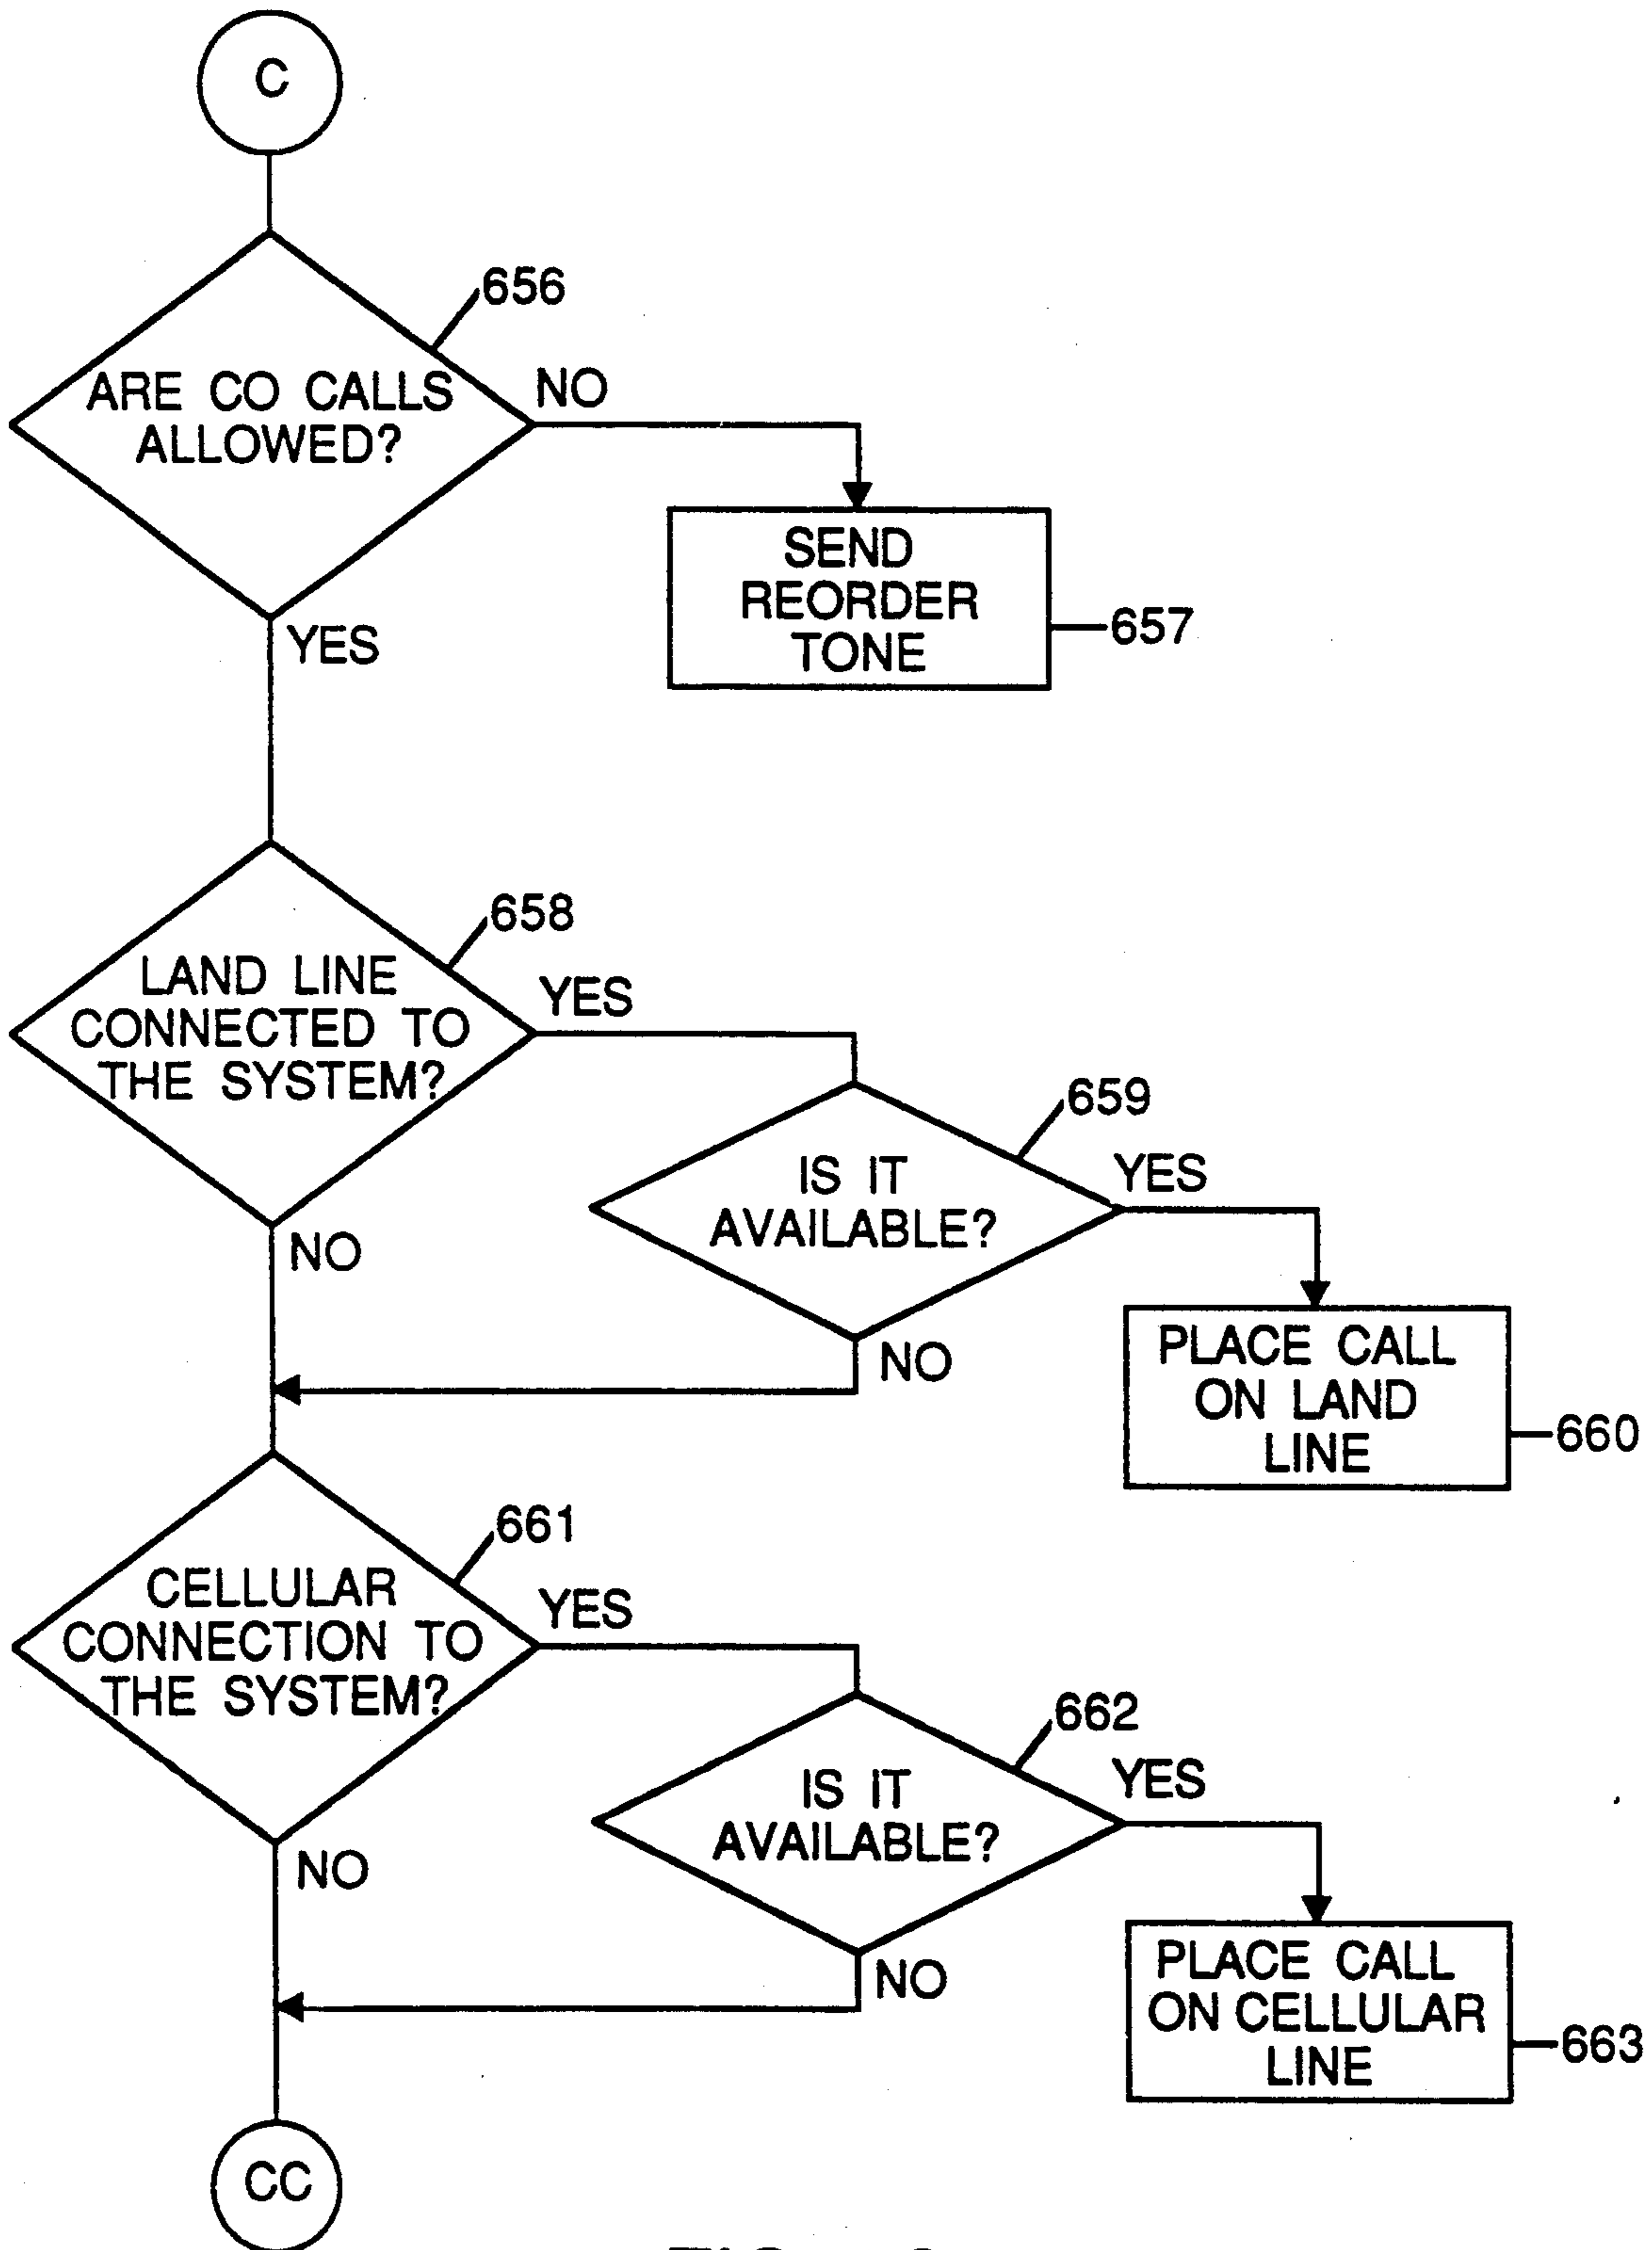 C
656
ARE CO CALLS
ALLOWED?
NO
SEND
REORDER
TONE
657
YES
658
LAND LINE
CONNECTED TO
THE SYSTEM?
YES
659
IS IT
AVAILABLE?
YES
NO
NO
PLACE CALL
ON LAND
LINE
660
661
CELLULAR
CONNECTION TO
THE SYSTEM?
YES
662
IS IT
AVAILABLE?
YES
NO
NO
PLACE CALL
ON CELLULAR
LINE
663
CC